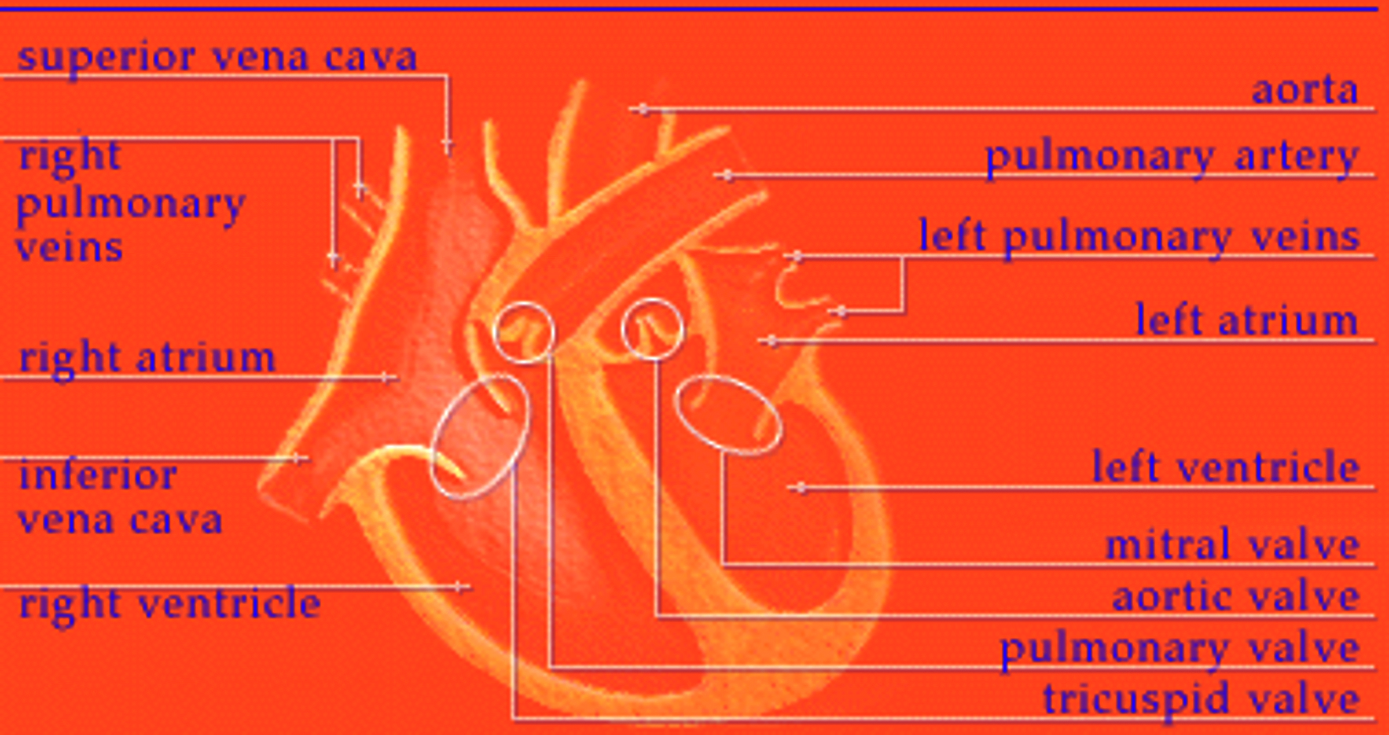 superior vena cava
right
pulmonary
veins
right atrium
inferior
vena cava
right ventricle
aorta
pulmonary artery
left pulmonary veins
left atrium
left ventricle
mitral valve
aortic valve
pulmonary valve
tricuspid valve